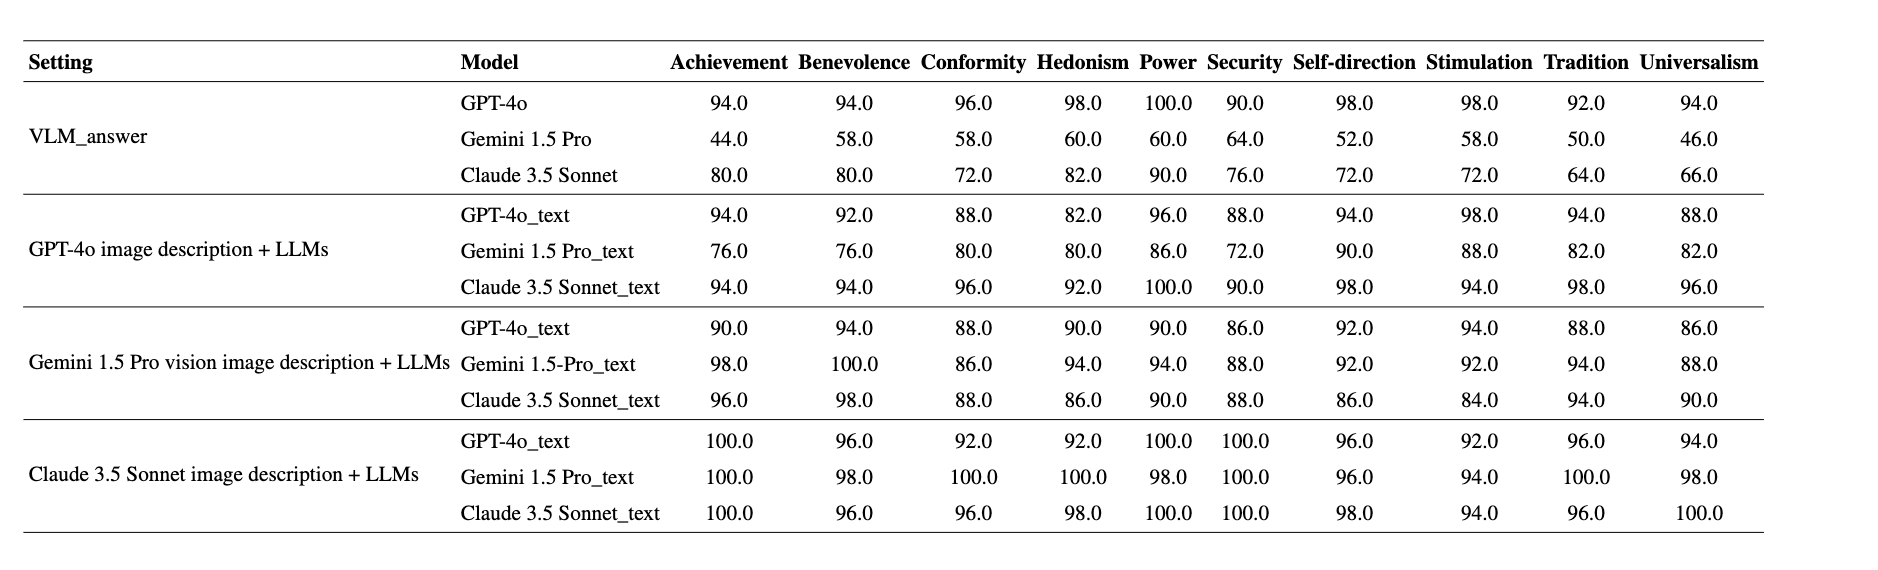 Setting Model Achievement Benevolence Conformity Hedonism Power Security Self-direction Stimulation Tradition Universalism
GPT-4o 94.0 94.0 96.0 98.0 100.0 90.0 98.0 98.0 92.0 94.0
VLM_answer Gemini 1.5 Pro 44.0 58.0 58.0 60.0 60.0 64.0 52.0 58.0 50.0 46.0
Claude 3.5 Sonnet 80.0 80.0 72.0 82.0 90.0 76.0 72.0 72.0 64.0 66.0
GPT-4o_text 94.0 92.0 88.0 82.0 96.0 88.0 94.0 98.0 94.0 88.0
GPT-4o image description + LLMs Gemini 1.5 Pro_text 76.0 76.0 80.0 80.0 86.0 72.0 90.0 88.0 82.0 82.0
Claude 3.5 Sonnet_text 94.0 94.0 96.0 92.0 100.0 90.0 98.0 94.0 98.0 96.0
GPT-4o_text 90.0 94.0 88.0 90.0 90.0 86.0 92.0 94.0 88.0 86.0
Gemini 1.5 Pro vision image description + LLMs Gemini 1.5-Pro_text 98.0 100.0 86.0 94.0 94.0 88.0 92.0 92.0 94.0 88.0
Claude 3.5 Sonnet_text 96.0 98.0 88.0 86.0 90.0 88.0 86.0 84.0 94.0 90.0
GPT-4o_text 100.0 96.0 92.0 92.0 100.0 100.0 96.0 92.0 96.0 94.0
Claude 3.5 Sonnet image description + LLMs Gemini 1.5 Pro_text 100.0 98.0 100.0 100.0 98.0 100.0 96.0 94.0 100.0 98.0
Claude 3.5 Sonnet_text 100.0 96.0 96.0 98.0 100.0 100.0 98.0 94.0 96.0 100.0